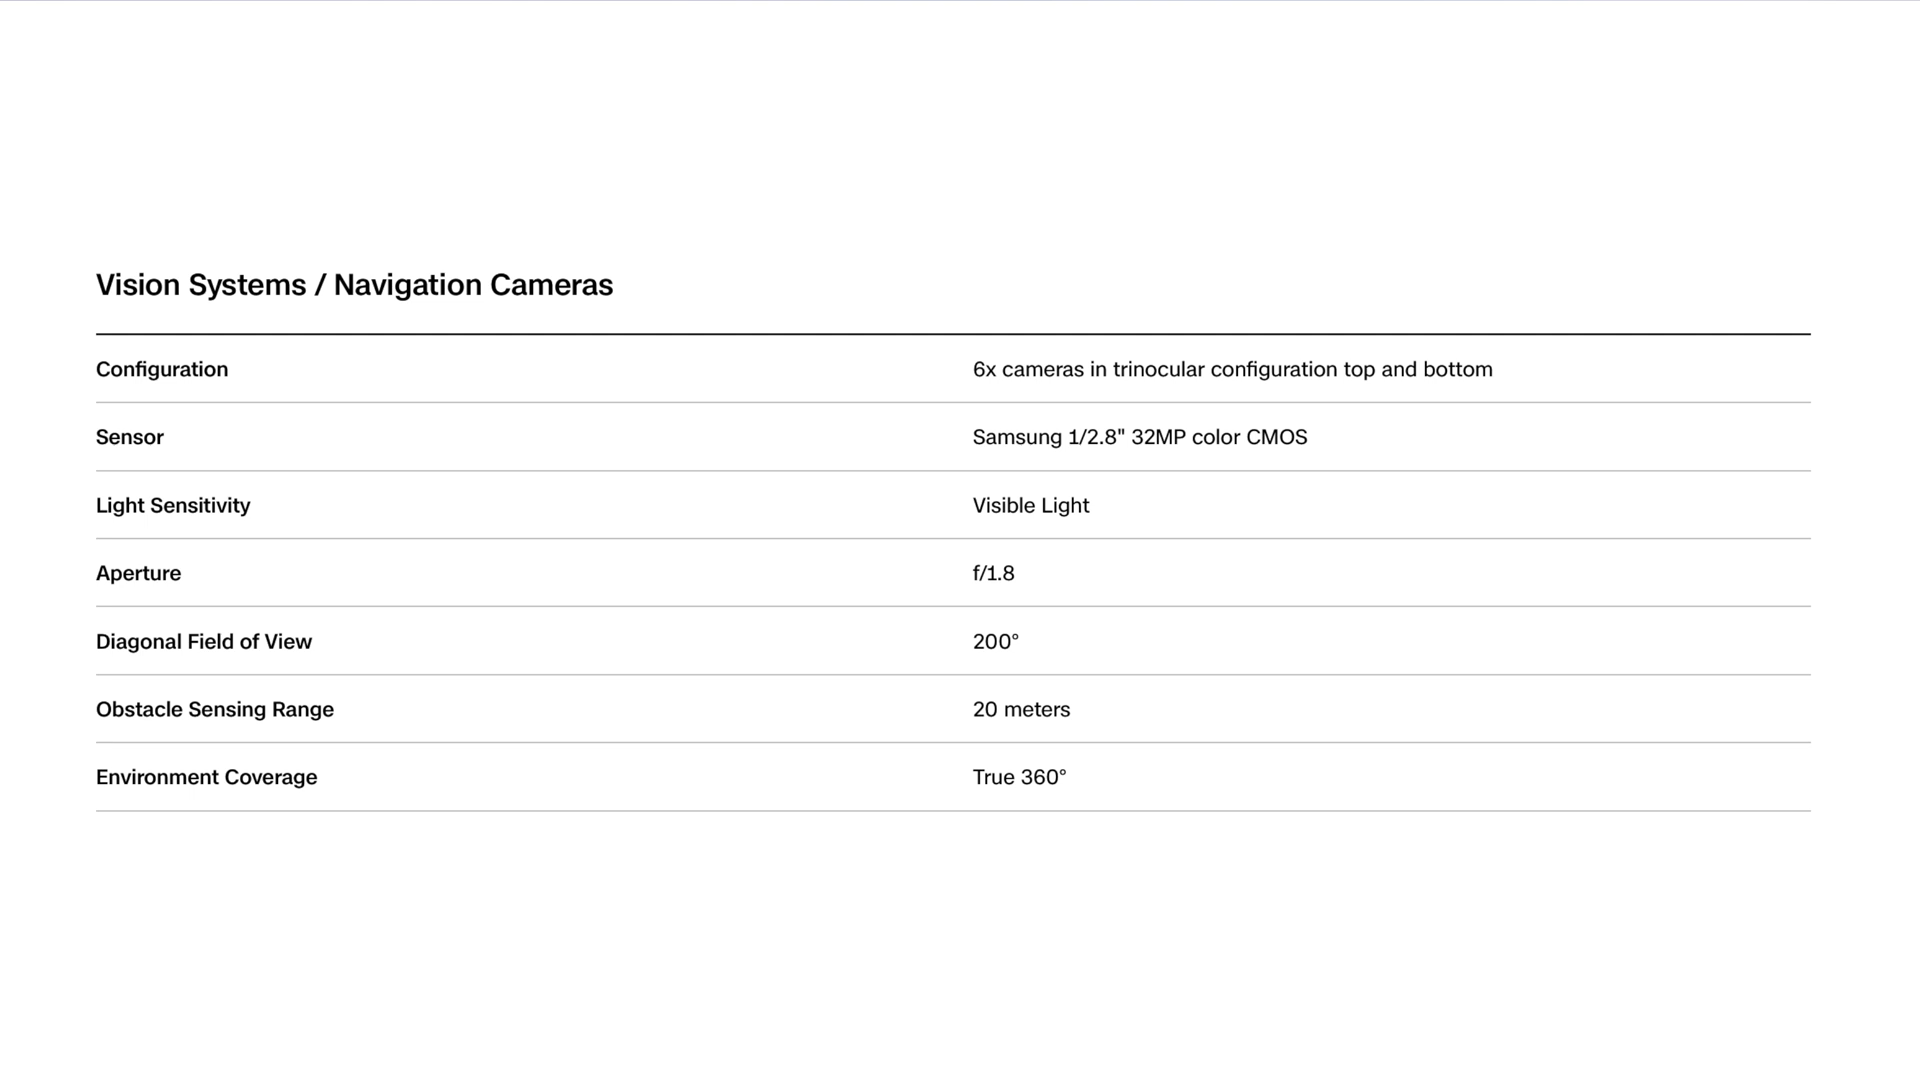 Vision Systems / Navigation Cameras
Configuration 6x cameras in trinocular configuration top and bottom
Sensor Samsung 1/2.8" 32MP color CMOS
Light Sensitivity Visible Light
Aperture f/1.8
Diagonal Field of View 200°
Obstacle Sensing Range 20 meters
Environment Coverage True 360°